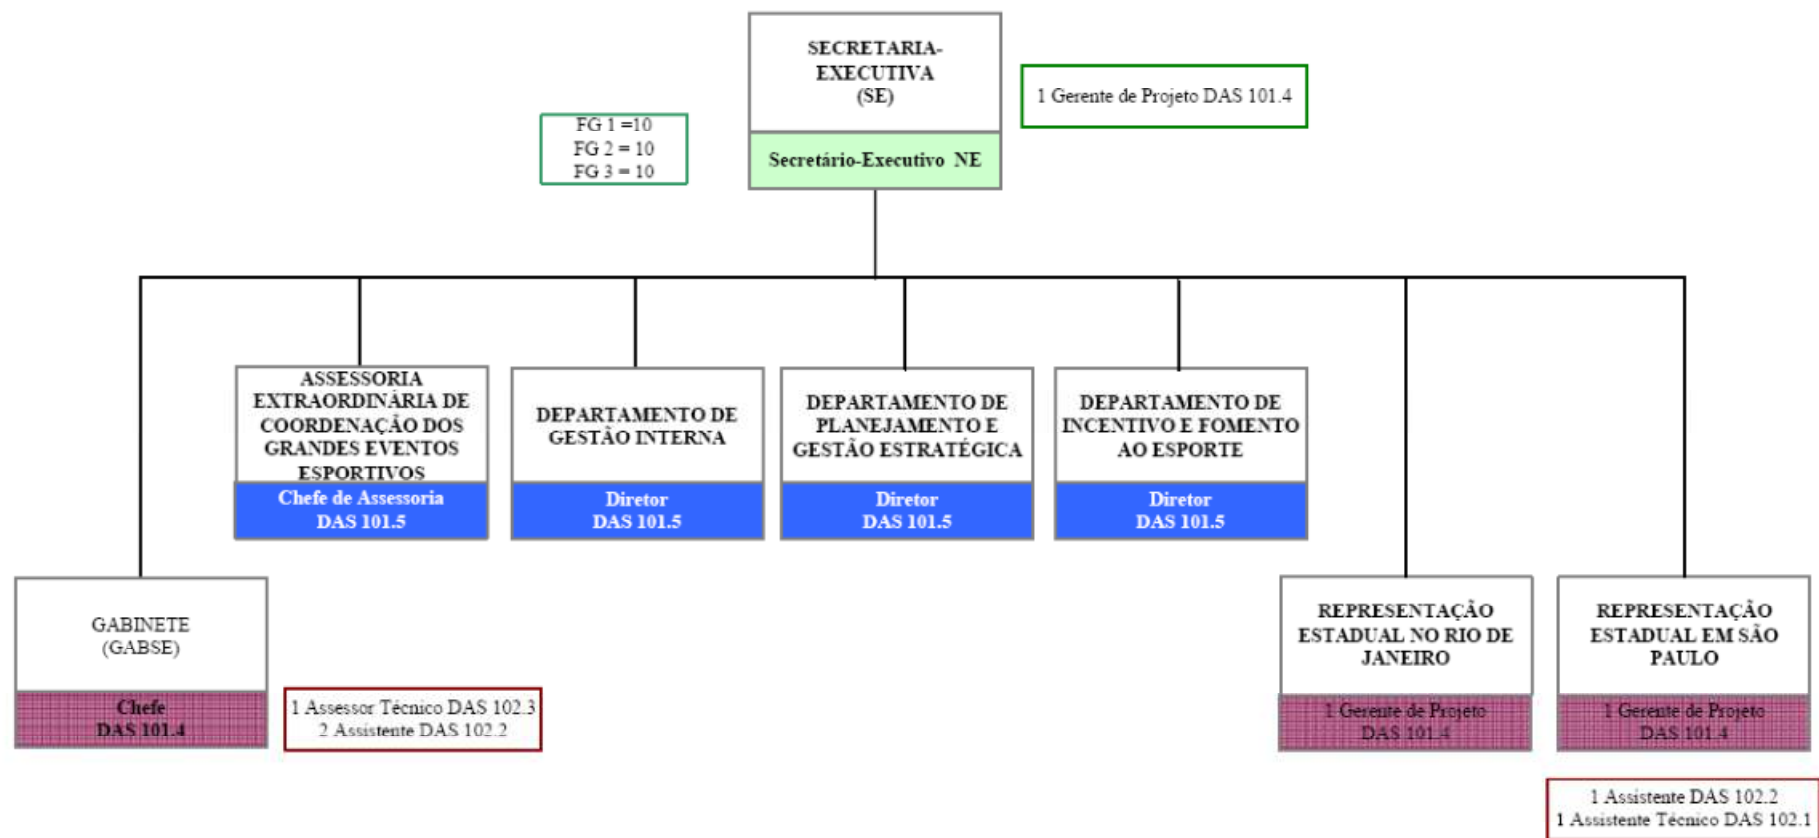 SECRETARIA-
EXECUTIVA
(SE)
Secretário-Executivo NE
1 Gerente de Projeto DAS 101.4
FG 1 =10
FG 2 = 10
FG 3 = 10
ASSESSORIA
EXTRAORDINÁRIA DE
COORDENAÇÃO DOS
GRANDES EVENTOS
ESPORTIVOS
Chefe de Assessoria
DAS 101.5
DEPARTAMENTO DE
GESTÃO INTERNA
Diretor
DAS 101.5
DEPARTAMENTO DE
PLANEJAMENTO E
GESTÃO ESTRATÉGICA
Diretor
DAS 101.5
DEPARTAMENTO DE
INCENTIVO E FOMENTO
AO ESPORTE
Diretor
DAS 101.5
GABINETE
(GABSE)
Chefe
DAS 101.4
1 Assessor Técnico DAS 102.3
2 Assistente DAS 102.2
REPRESENTAÇÃO
ESTADUAL NO RIO DE
JANEIRO
1 Gerente de Projeto
DAS 101.4
REPRESENTAÇÃO
ESTADUAL EM SÃO
PAULO
1 Gerente de Projeto
DAS 101.4
1 Assistente DAS 102.2
1 Assistente Técnico DAS 102.1